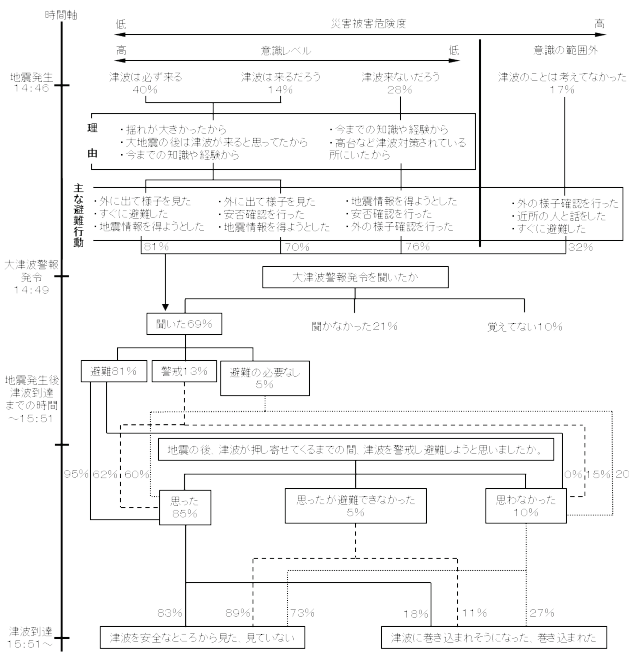 時間軸
低
災害被害危険度
高
高
意識レベル
低
意識の範囲外
地震発生
14:46
津波は必ず来る
40%
津波は来るだろう
14%
津波来ないだろう
28%
津波のことは考えてなかった
17%
理由
・揺れが大きかったから
・大地震の後は津波が来ると思ってたから
・今までの知識や経験から
・今までの知識や経験から
・高台など津波対策されている
所にいたから
主な避難行動
・外に出て様子を見た
・すぐに避難した
・地震情報を得ようとした
・外に出て様子を見た
・安否確認を行った
・地震情報を得ようとした
・地震情報を得ようとした
・安否確認を行った
・外の様子確認を行った
・外の様子確認を行った
・近所の人と話をした
・すぐに避難した
81%
70%
76%
32%
大津波警報
発令
14:49
大津波警報発令を聞いたか
聞いた69%
聞かなかった21%
覚えてない10%
避難81%
警戒13%
避難の必要なし
5%
地震発生後
津波到達
までの時間
～15:51
地震の後、津波が押し寄せてくるまでの間、津波を警戒し避難しようと思いましたか。
95%
62%
60%
0%
15%
20
思った
85%
思ったが避難できなかった
5%
思わなかった
10%
83%
89%
73%
18%
11%
27%
津波到達
15:51～
津波を安全なところから見た、見ていない
津波に巻き込まれそうになった、巻き込まれた